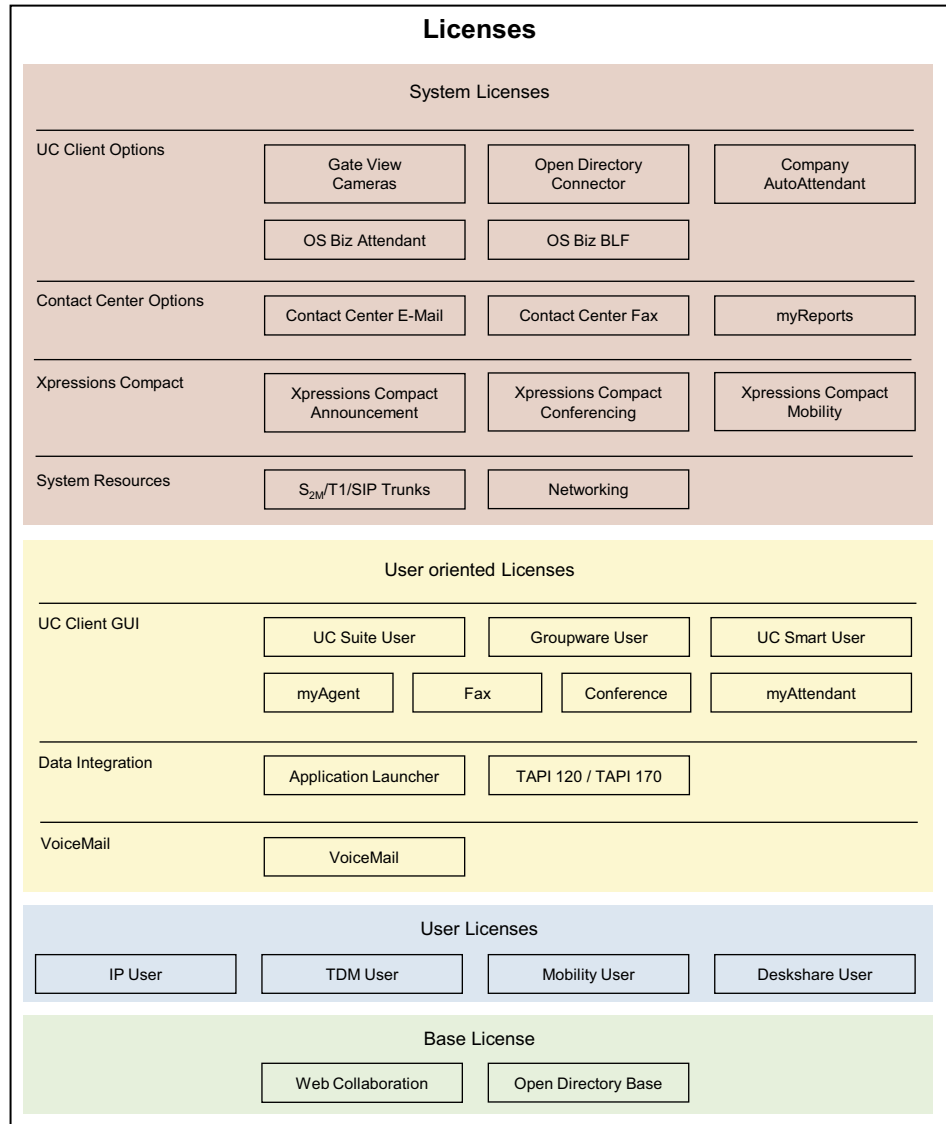 Licenses
System Licenses
UC Client Options
Gate View
Cameras
Open Directory
Connector
Company
AutoAttendant
OS Biz Attendant
OS Biz BLF
Contact Center Options
Contact Center E-Mail
Contact Center Fax
myReports
Xpressions Compact
Xpressions Compact
Announcement
Xpressions Compact
Conferencing
Xpressions Compact
Mobility
System Resources
S2M/T1/SIP Trunks
Networking
User oriented Licenses
UC Client GUI
UC Suite User
Groupware User
UC Smart User
myAgent
Fax
Conference
myAttendant
Data Integration
Application Launcher
TAPI 120 / TAPI 170
VoiceMail
VoiceMail
User Licenses
IP User
TDM User
Mobility User
Deskshare User
Base License
Web Collaboration
Open Directory Base